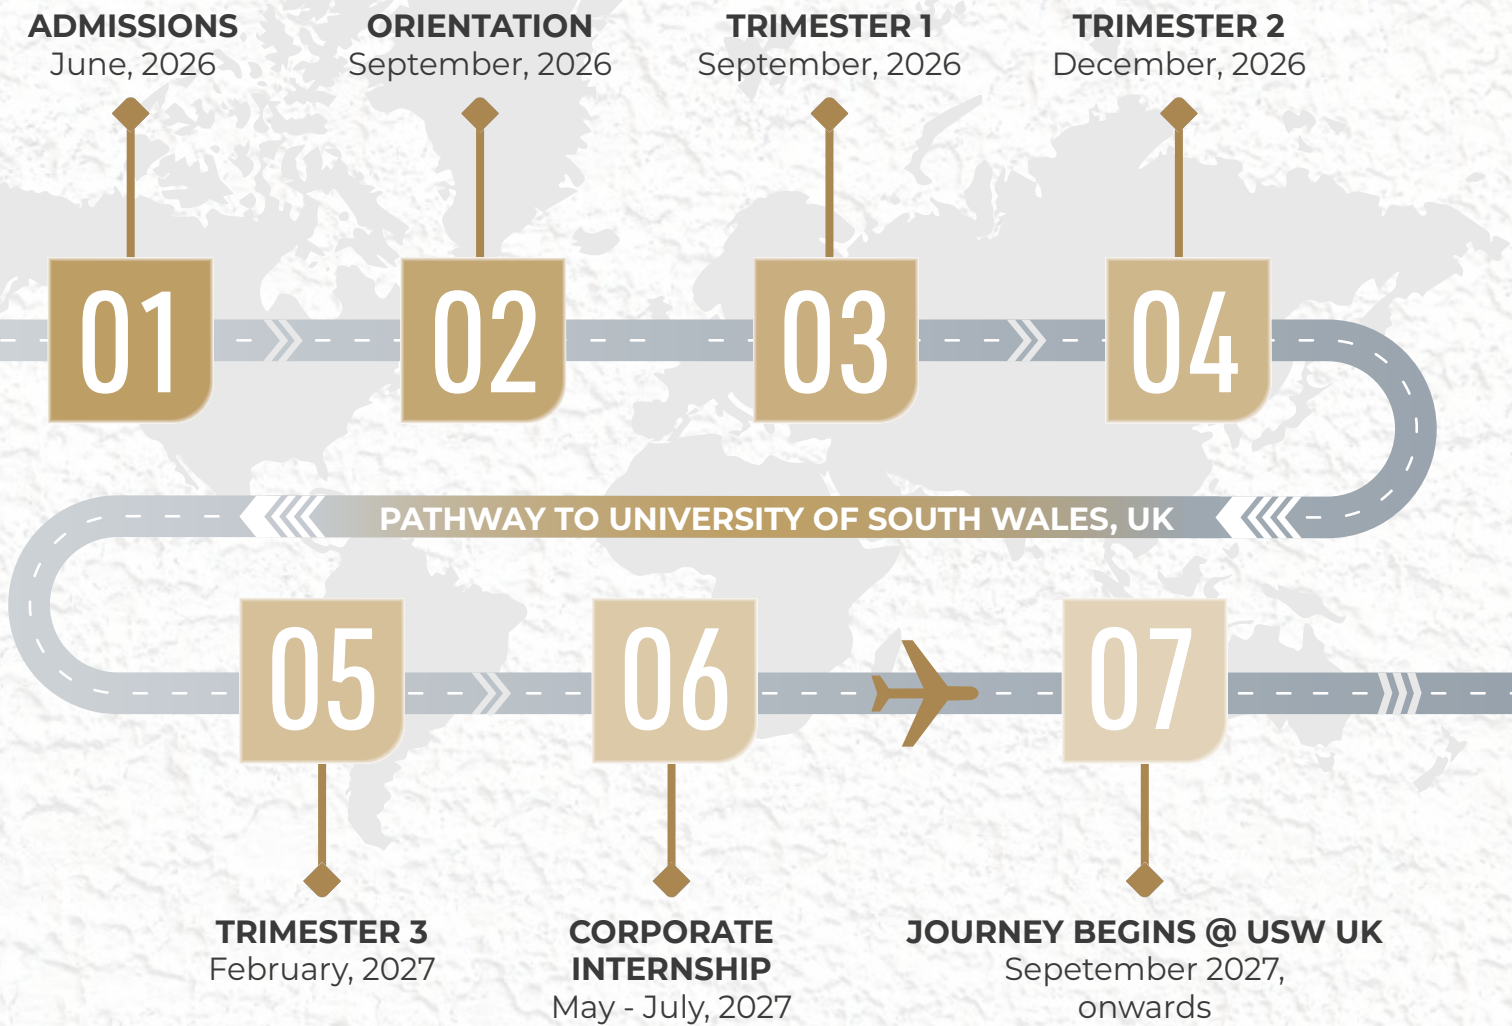 ADMISSIONS
June, 2026
ORIENTATION
September, 2026
TRIMESTER 1
September, 2026
TRIMESTER 2
December, 2026
01
02
03
04
PATHWAY TO UNIVERSITY OF SOUTH WALES, UK
05
06
07
TRIMESTER 3
February, 2027
CORPORATE
INTERNSHIP
May - July, 2027
JOURNEY BEGINS @ USW UK
Sepetember 2027,
onwards